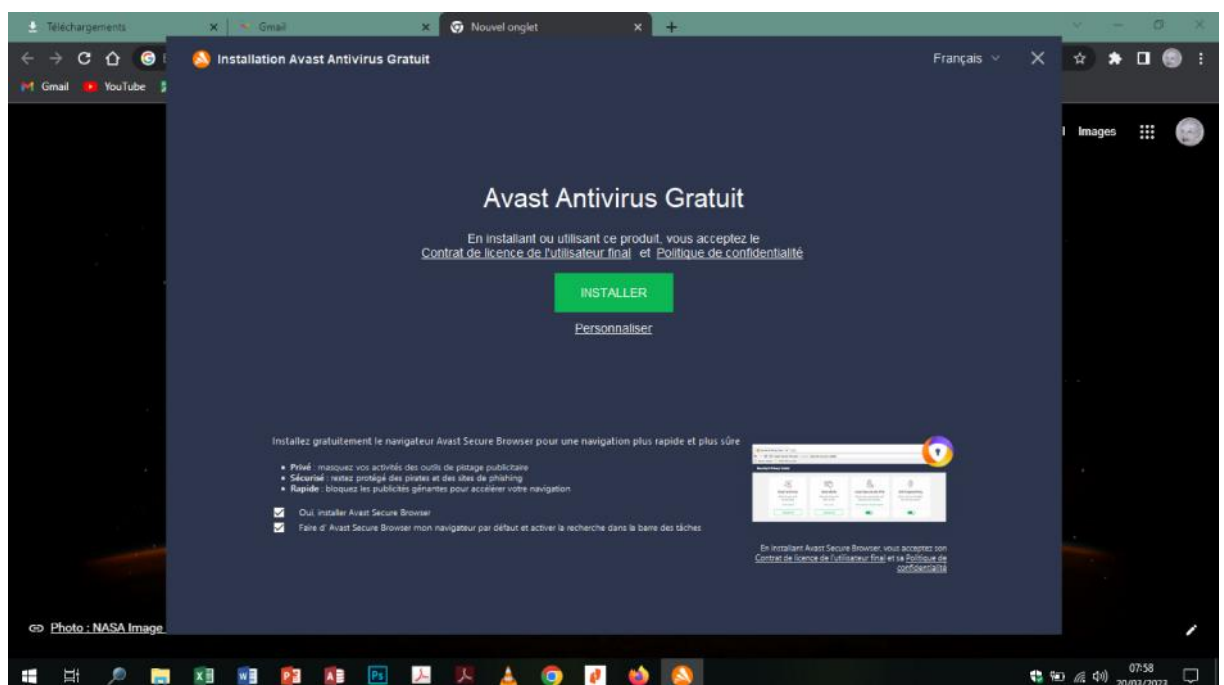 Téléchargements
Gmail
Nouvel onglet
Installation Avast Antivirus Gratuit
Français
Gmail
YouTube
Images
Avast Antivirus Gratuit
En installant ou utilisant ce produit, vous acceptez le
Contrat de licence de l'utilisateur final et Politique de confidentialité
INSTALLER
Personnaliser
Installez gratuitement le navigateur Avast Secure Browser pour une navigation plus rapide et plus sûre
• Privé : masquez vos activités des outils de pistage publicitaire
• Sécurisé : restez protégé des pirates et des sites de phishing
• Rapide : bloquez les publicités gênantes pour accélérer votre navigation
Oui, installer Avast Secure Browser
Faire d' Avast Secure Browser mon navigateur par défaut et activer la recherche dans la barre des tâches
En installant Avast Secure Browser, vous acceptez son
Contrat de licence de l'utilisateur final et sa Politique de
confidentialité
Photo : NASA Image
07:58
20/03/2023